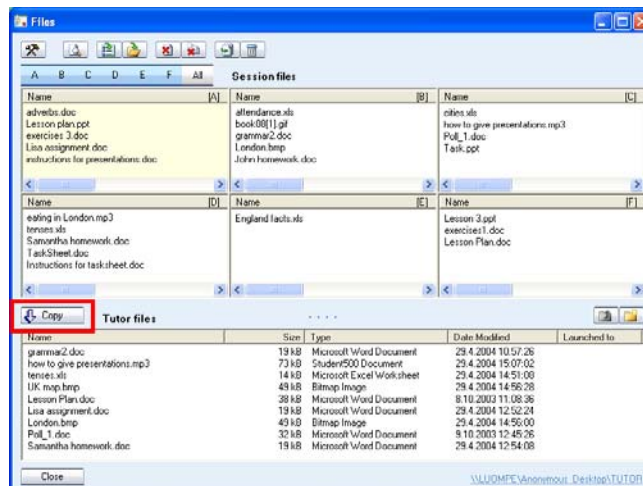 Files
A B C D E F All Session files
Name [A]
adverbs.doc
Lesson plan.ppt
exercises 3.doc
Lisa assignment.doc
instructions for presentations.doc
Name [B]
attendance.xls
book08[1].gif
grammar2.doc
London.bmp
John homework.doc
Name [C]
cities.xls
how to give presentations.mp3
Poll_1.doc
Task.ppt
Name [D]
eating in London.mp3
tenses.xls
Samantha homework.doc
TaskSheet.doc
Instructions for tasksheet.doc
Name [E]
England facts.xls
Name [F]
Lesson 3.ppt
exercises1.doc
Lesson Plan.doc
Copy Tutor files
Name Size Type Date Modified Launched to
grammar2.doc 19 kB Microsoft Word Document 29.4.2004 10:57:26
how to give presentations.mp3 73 kB Student500 Document 29.4.2004 15:07:02
tenses.xls 14 kB Microsoft Excel Worksheet 29.4.2004 14:51:00
UK map.bmp 49 kB Bitmap Image 29.4.2004 14:56:28
Lesson Plan.doc 38 kB Microsoft Word Document 8.10.2003 11:08:36
Lisa assignment.doc 19 kB Microsoft Word Document 29.4.2004 12:52:24
London.bmp 49 kB Bitmap Image 29.4.2004 14:56:00
Poll_1.doc 32 kB Microsoft Word Document 9.10.2003 12:45:26
Samantha homework.doc 19 kB Microsoft Word Document 29.4.2004 12:54:08
Close \\LUOMPE\Anonymous_Desktop\TUTOR